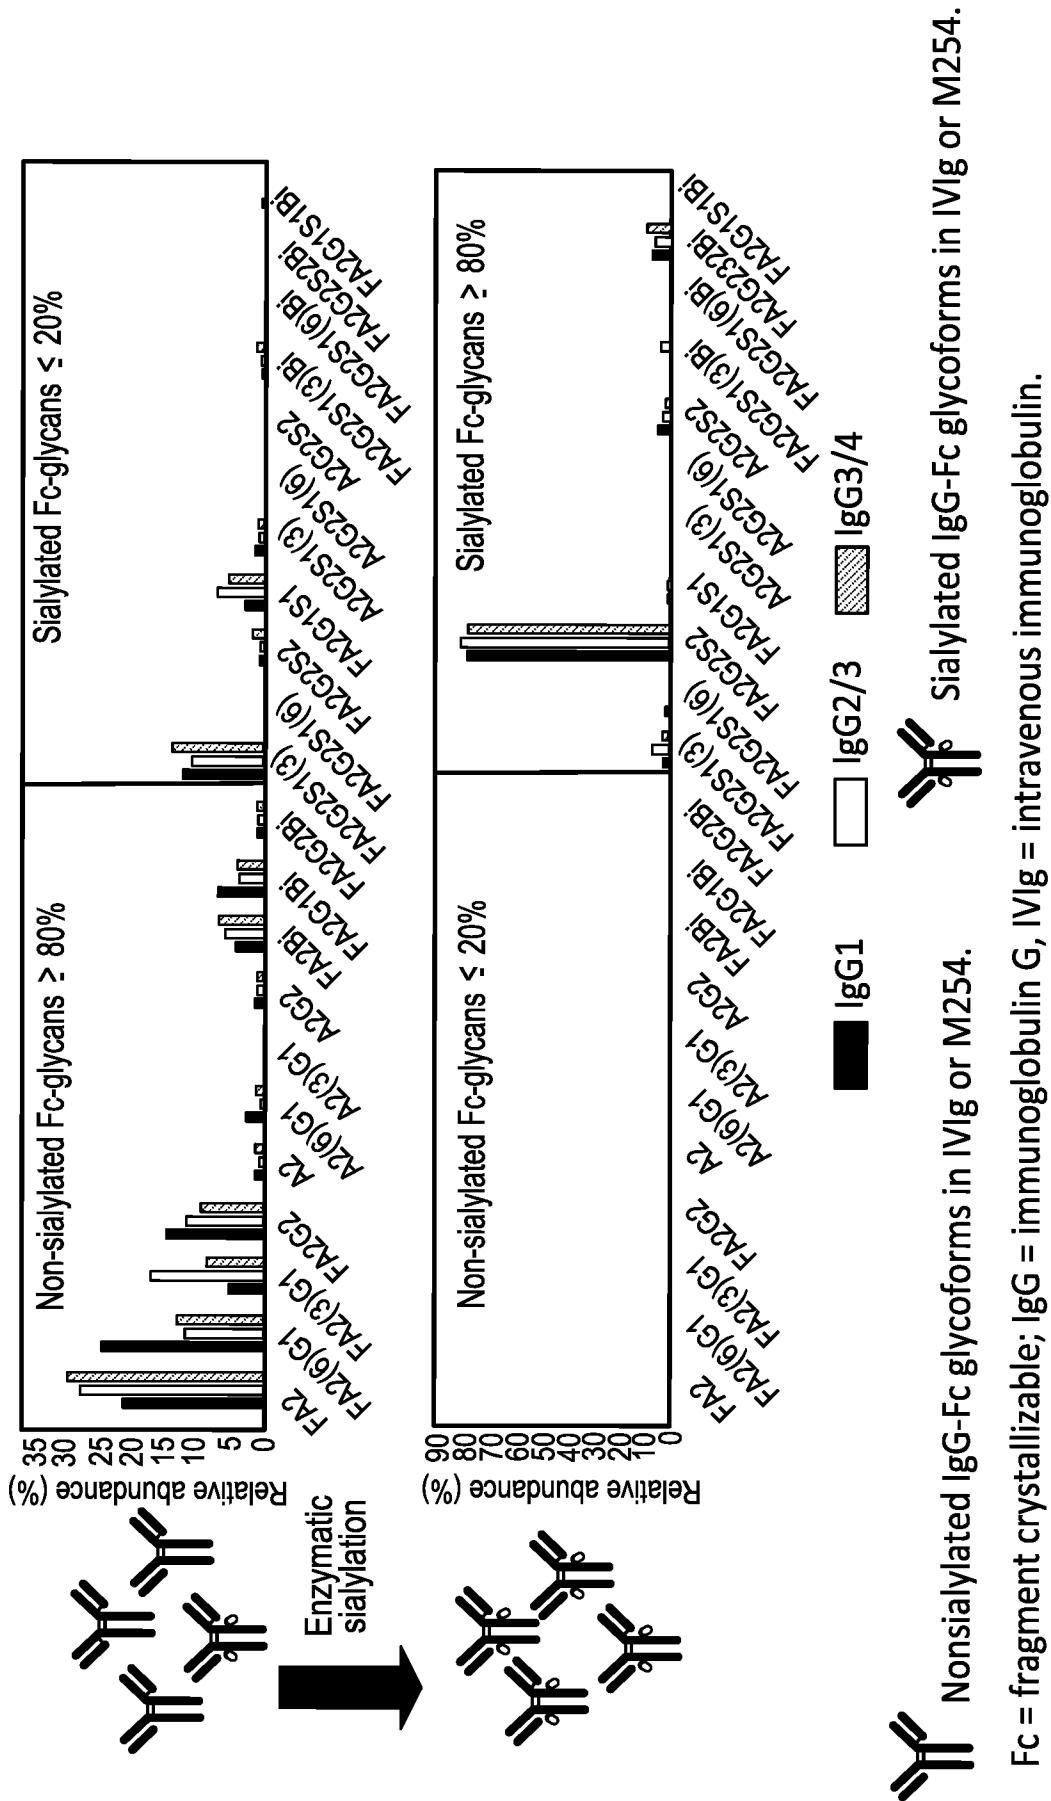 Enzymatic
sialylation
Relative abundance (%)
35
30
25
20
15
10
5
0
Non-sialylated Fc-glycans ≥ 80%
Sialylated Fc-glycans ≤ 20%
FA2
FA2(6)G1
FA2(3)G1
FA2G2
A2
A2(6)G1
A2(3)G1
A2G2
FA2Bi
FA2G1Bi
FA2G2Bi
FA2G2S1(3)
FA2G2S1(6)
FA2G2S2
FA2G1S1
A2G2S1(3)
A2G2S1(6)
A2G2S2
FA2G2S1(3)Bi
FA2G2S1(6)Bi
FA2G2S2Bi
FA2G1S1Bi
Relative abundance (%)
90
80
70
60
50
40
30
20
10
0
Non-sialylated Fc-glycans ≤ 20%
Sialylated Fc-glycans ≥ 80%
FA2
FA2(6)G1
FA2(3)G1
FA2G2
A2
A2(6)G1
A2(3)G1
A2G2
FA2Bi
FA2G1Bi
FA2G2Bi
FA2G2S1(3)
FA2G2S1(6)
FA2G2S2
FA2G1S1
A2G2S1(3)
A2G2S1(6)
A2G2S2
FA2G2S1(3)Bi
FA2G2S1(6)Bi
FA2G232Bi
FA2G1S1Bi
IgG1
IgG2/3
IgG3/4
Nonsialylated IgG-Fc glycoforms in IVIg or M254.
Sialylated IgG-Fc glycoforms in IVIg or M254.
Fc = fragment crystallizable; IgG = immunoglobulin G, IVIg = intravenous immunoglobulin.